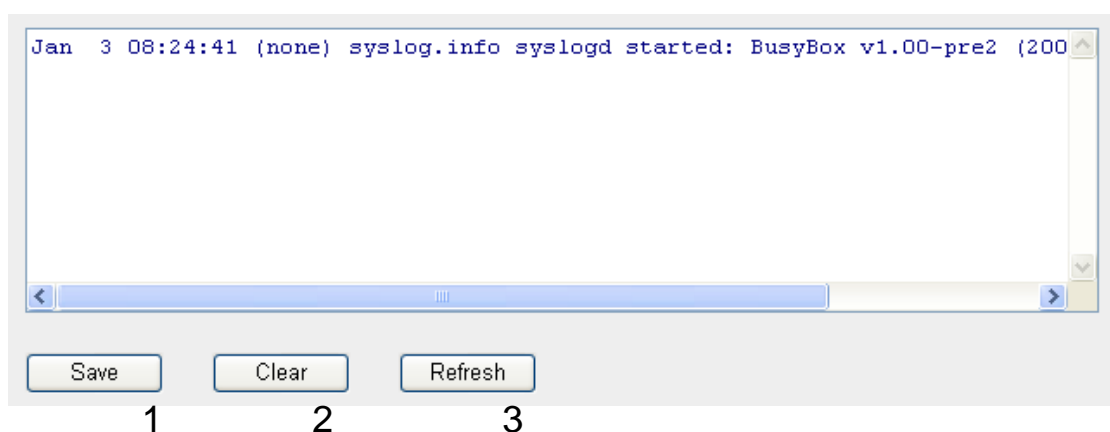 Jan  3 08:24:41 (none) syslog.info syslogd started: BusyBox v1.00-pre2 (200
Save Clear Refresh
1 2 3